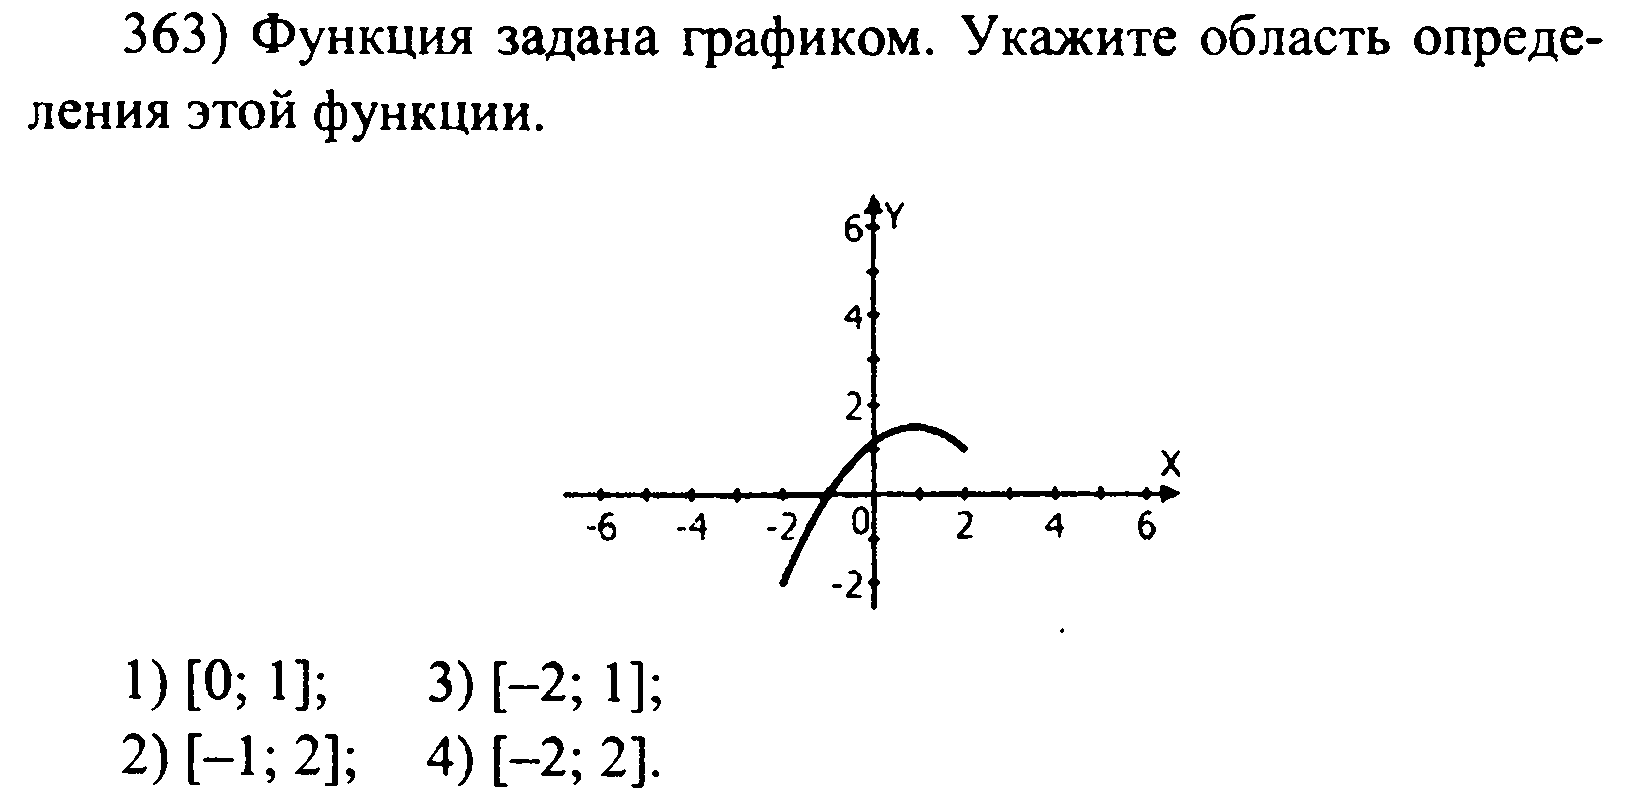 363) Функция задана графиком. Укажите область опреде-
ления этой функции.
Y
6
4
2
X
-6 -4 -2 0 2 4 6
-2
1) [0; 1]; 3) [–2; 1];
2) [–1; 2]; 4) [–2; 2].